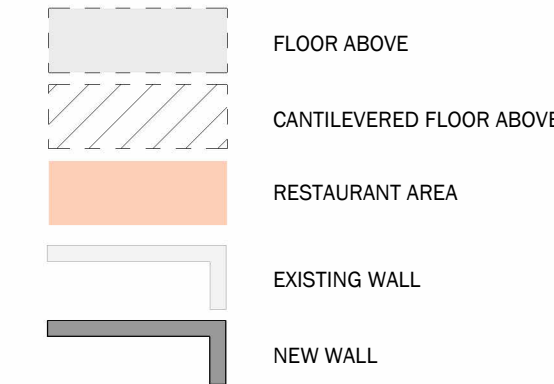 FLOOR ABOVE
CANTILEVERED FLOOR ABOVE
RESTAURANT AREA
EXISTING WALL
NEW WALL